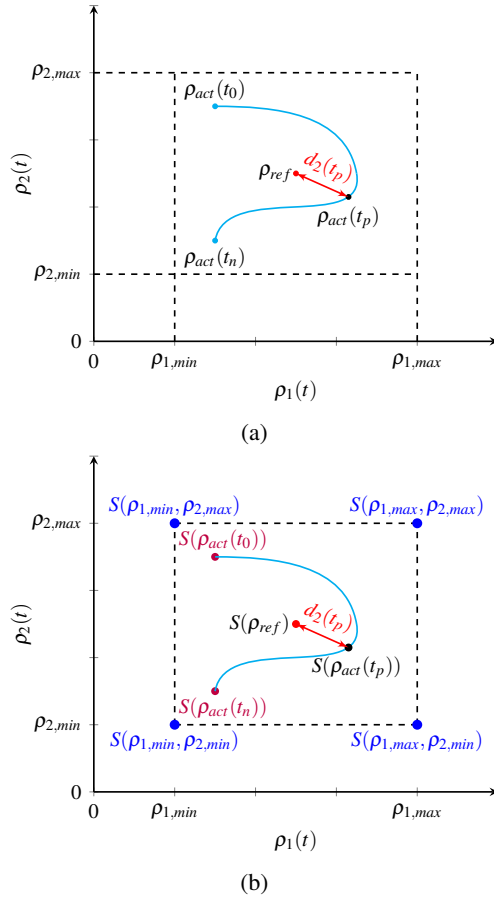 ρ2,max
ρact(t0)
ρ2(t)
ρref
d2(tp)
ρact(tp)
ρact(tn)
ρ2,min
0
0
ρ1,min
ρ1,max
ρ1(t)
(a)
S(ρ1,min, ρ2,max)
S(ρ1,max, ρ2,max)
ρ2,max
S(ρact(t0))
ρ2(t)
S(ρref)
d2(tp)
S(ρact(tp))
S(ρact(tn))
ρ2,min
S(ρ1,min, ρ2,min)
S(ρ1,max, ρ2,min)
0
0
ρ1,min
ρ1,max
ρ1(t)
(b)